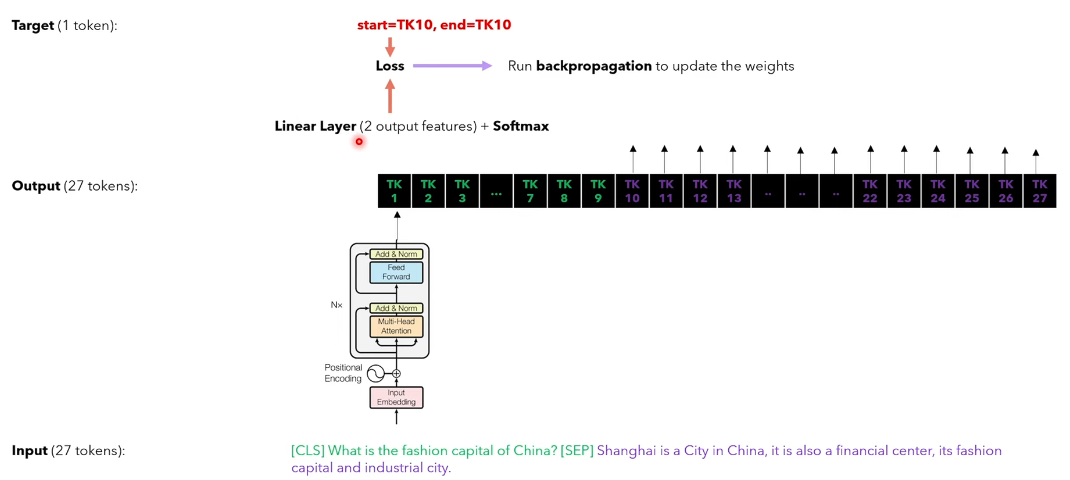 Target (1 token):
start=TK10, end=TK10
Loss
Run backpropagation to update the weights
Linear Layer (2 output features) + Softmax
Output (27 tokens):
TK 1 TK 2 TK 3 ... TK 7 TK 8 TK 9 TK 10 TK 11 TK 12 TK 13 .. .. .. TK 22 TK 23 TK 24 TK 25 TK 26 TK 27
Add & Norm
Feed
Forward
Nx
Add & Norm
Multi-Head
Attention
Positional
Encoding
Input
Embedding
Input (27 tokens):
[CLS] What is the fashion capital of China? [SEP] Shanghai is a City in China, it is also a financial center, its fashion
capital and industrial city.